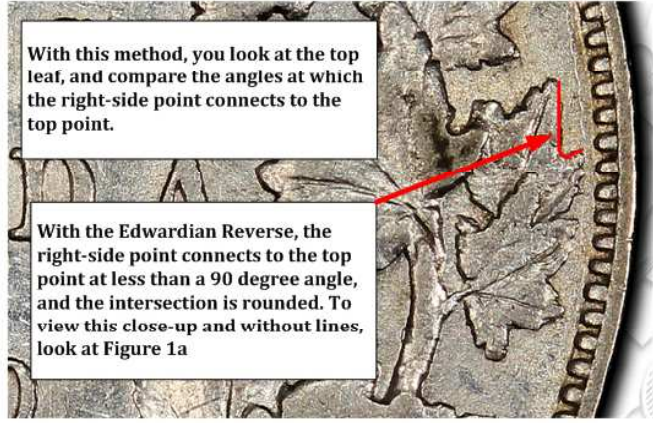 With this method, you look at the top
leaf, and compare the angles at which
the right-side point connects to the
top point.
D A
With the Edwardian Reverse, the
right-side point connects to the top
point at less than a 90 degree angle,
and the intersection is rounded. To
view this close-up and without lines,
look at Figure 1a